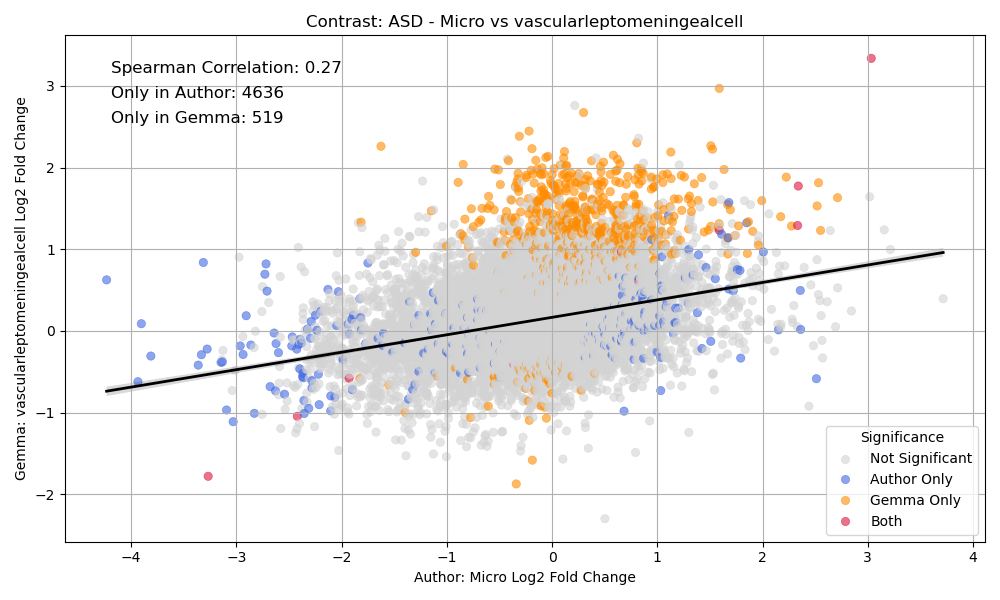 Contrast: ASD - Micro vs vascularleptomeningealcell
Spearman Correlation: 0.27
Only in Author: 4636
Only in Gemma: 519
Gemma: vascularleptomeningealcell Log2 Fold Change
3
2
1
0
−1
−2
Significance
Not Significant
Author Only
Gemma Only
Both
−4 −3 −2 −1 0 1 2 3 4
Author: Micro Log2 Fold Change